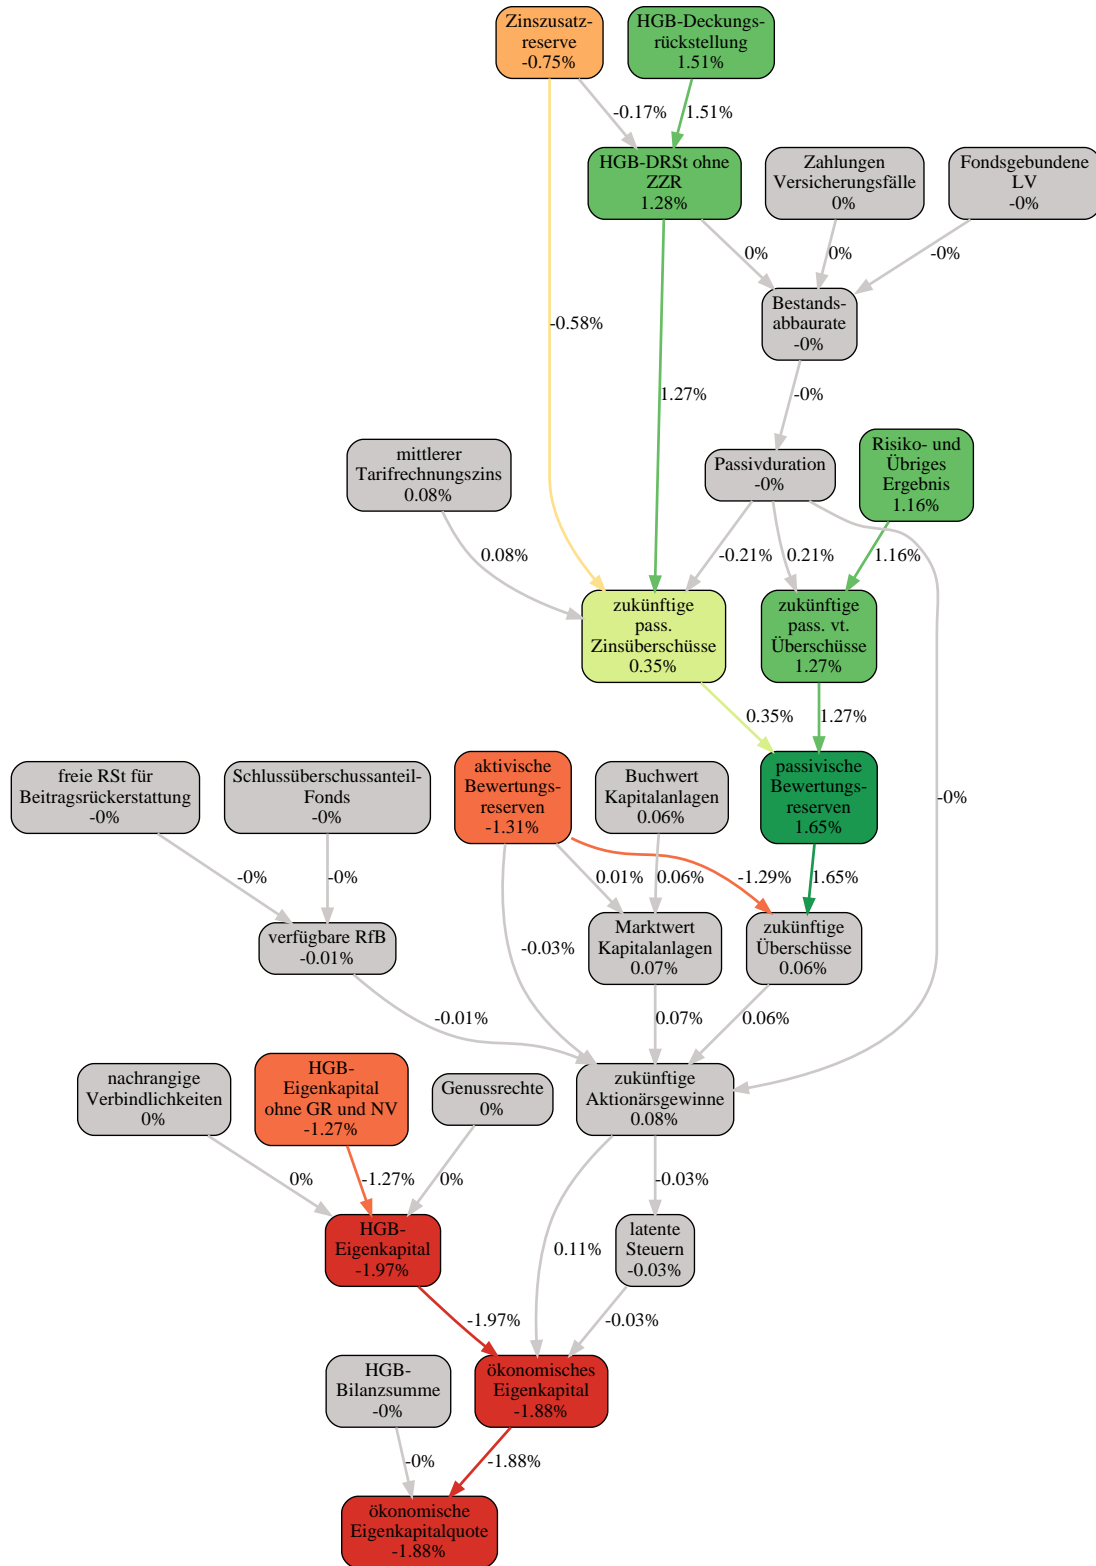 Zinszusatz-
reserve
-0.75%
HGB-Deckungs-
rückstellung
1.51%
-0.17%
1.51%
HGB-DRSt ohne
ZZR
1.28%
Zahlungen
Versicherungsfälle
0%
Fondsgebundene
LV
-0%
0%
0%
-0%
Bestands-
abbaurate
-0%
-0.58%
1.27%
-0%
mittlerer
Tarifrechnungszins
0.08%
Passivduration
-0%
Risiko- und
Übriges
Ergebnis
1.16%
0.08%
-0.21%
0.21%
1.16%
zukünftige
pass.
Zinsüberschüsse
0.35%
zukünftige
pass. vt.
Überschüsse
1.27%
0.35%
1.27%
freie RSt für
Beitragsrückerstattung
-0%
Schlussüberschussanteil-
Fonds
-0%
aktivische
Bewertungs-
reserven
-1.31%
Buchwert
Kapitalanlagen
0.06%
passivische
Bewertungs-
reserven
1.65%
-0%
-0%
-0%
0.01%
0.06%
-1.29%
1.65%
verfügbare RfB
-0.01%
-0.03%
Marktwert
Kapitalanlagen
0.07%
zukünftige
Überschüsse
0.06%
-0.01%
0.07%
0.06%
nachrangige
Verbindlichkeiten
0%
HGB-
Eigenkapital
ohne GR und NV
-1.27%
Genussrechte
0%
zukünftige
Aktionärsgewinne
0.08%
0%
-1.27%
0%
-0.03%
HGB-
Eigenkapital
-1.97%
0.11%
latente
Steuern
-0.03%
-1.97%
-0.03%
HGB-
Bilanzsumme
-0%
ökonomisches
Eigenkapital
-1.88%
-0%
-1.88%
ökonomische
Eigenkapitalquote
-1.88%